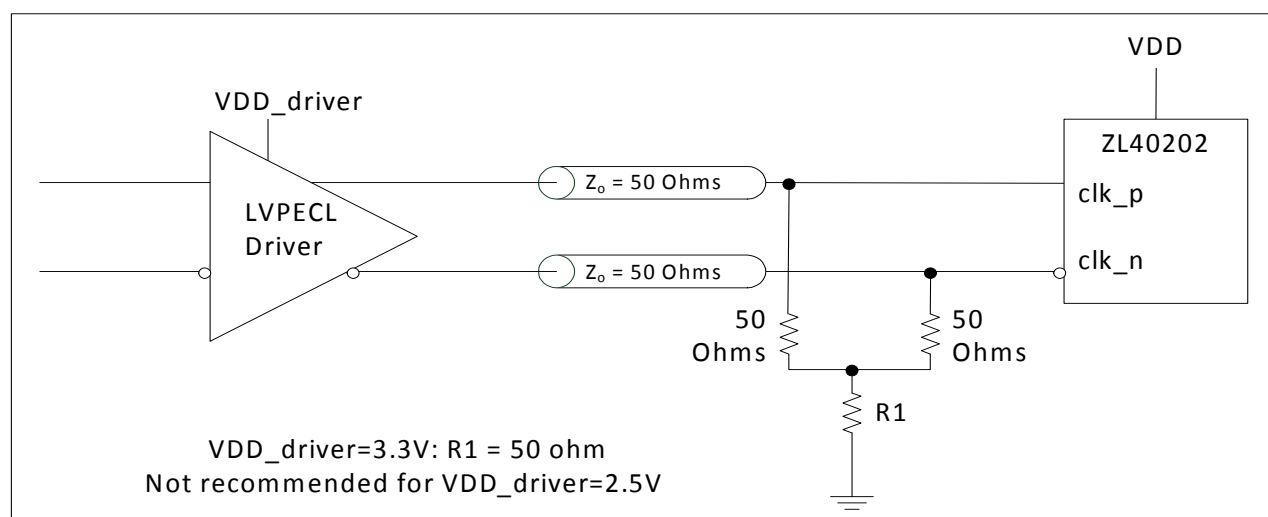 VDD
VDD_driver
ZL40202
Zₒ = 50 Ohms
clk_p
LVPECL
Driver
clk_n
Zₒ = 50 Ohms
50
Ohms
50
Ohms
R1
VDD_driver=3.3V: R1 = 50 ohm
Not recommended for VDD_driver=2.5V